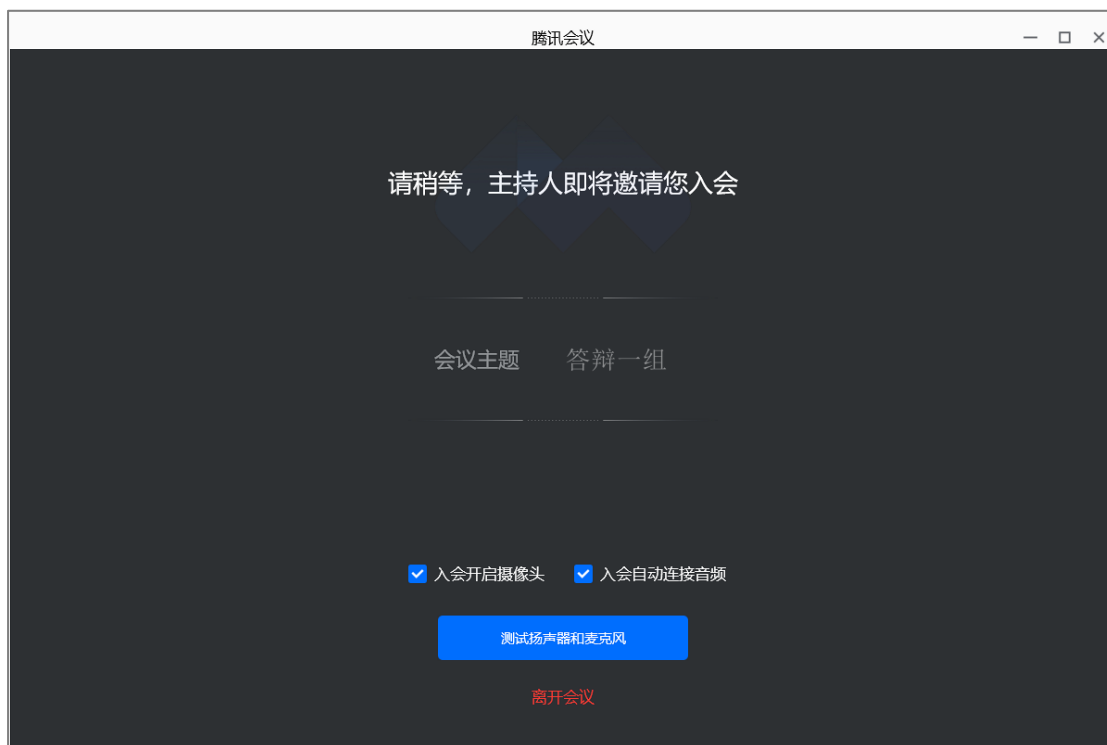 腾讯会议
请稍等，主持人即将邀请您入会
会议主题 答辩一组
入会开启摄像头 入会自动连接音频
测试扬声器和麦克风
离开会议